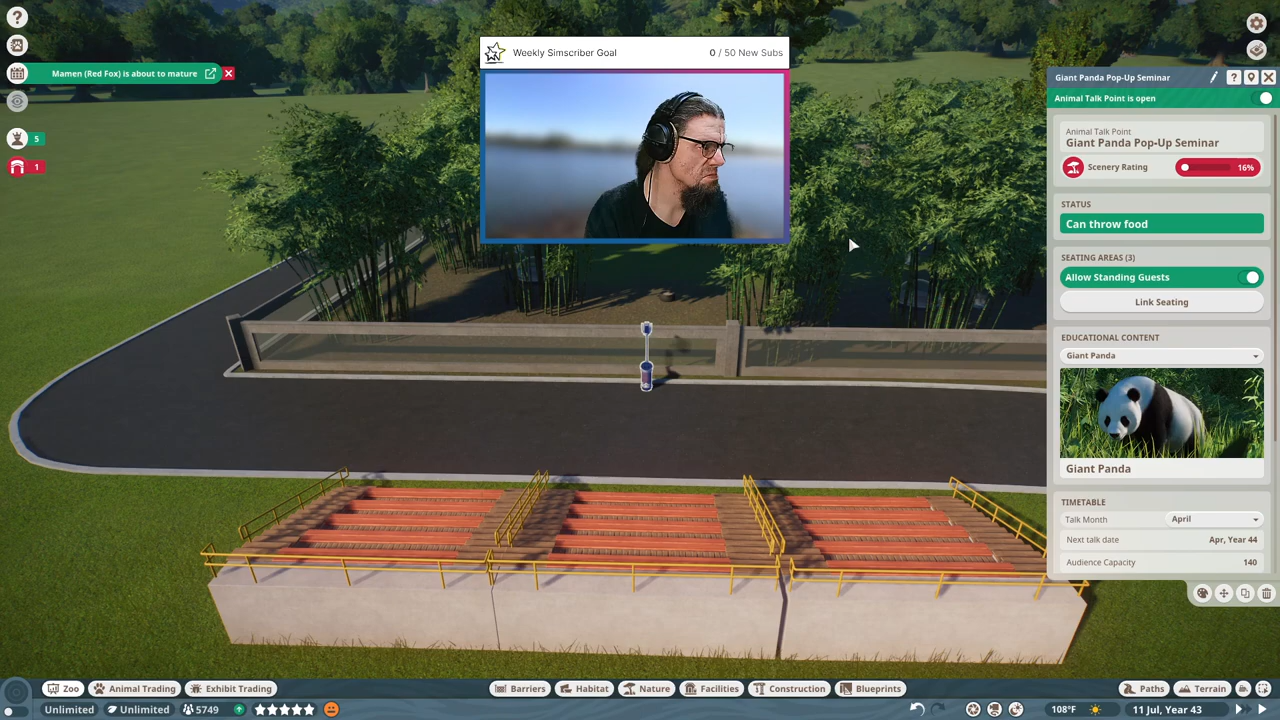 Weekly Simscriber Goal 0 / 50 New Subs
Mamen (Red Fox) is about to mature
5
1
Giant Panda Pop-Up Seminar
Animal Talk Point is open
Animal Talk Point
Giant Panda Pop-Up Seminar
Scenery Rating 16%
STATUS
Can throw food
SEATING AREAS (3)
Allow Standing Guests
Link Seating
EDUCATIONAL CONTENT
Giant Panda
Giant Panda
TIMETABLE
Talk Month April
Next talk date Apr, Year 44
Audience Capacity 140
Zoo Animal Trading Exhibit Trading Barriers Habitat Nature Facilities Construction Blueprints Paths Terrain
Unlimited Unlimited 5749 108°F 11 Jul, Year 43